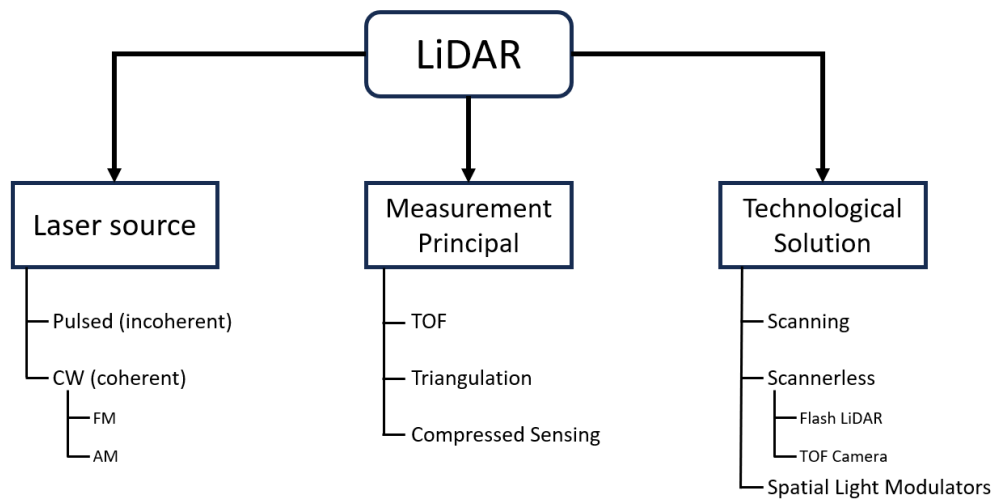 LiDAR
Laser source
Pulsed (incoherent)
CW (coherent)
FM
AM
Measurement
Principal
TOF
Triangulation
Compressed Sensing
Technological
Solution
Scanning
Scannerless
Flash LiDAR
TOF Camera
Spatial Light Modulators